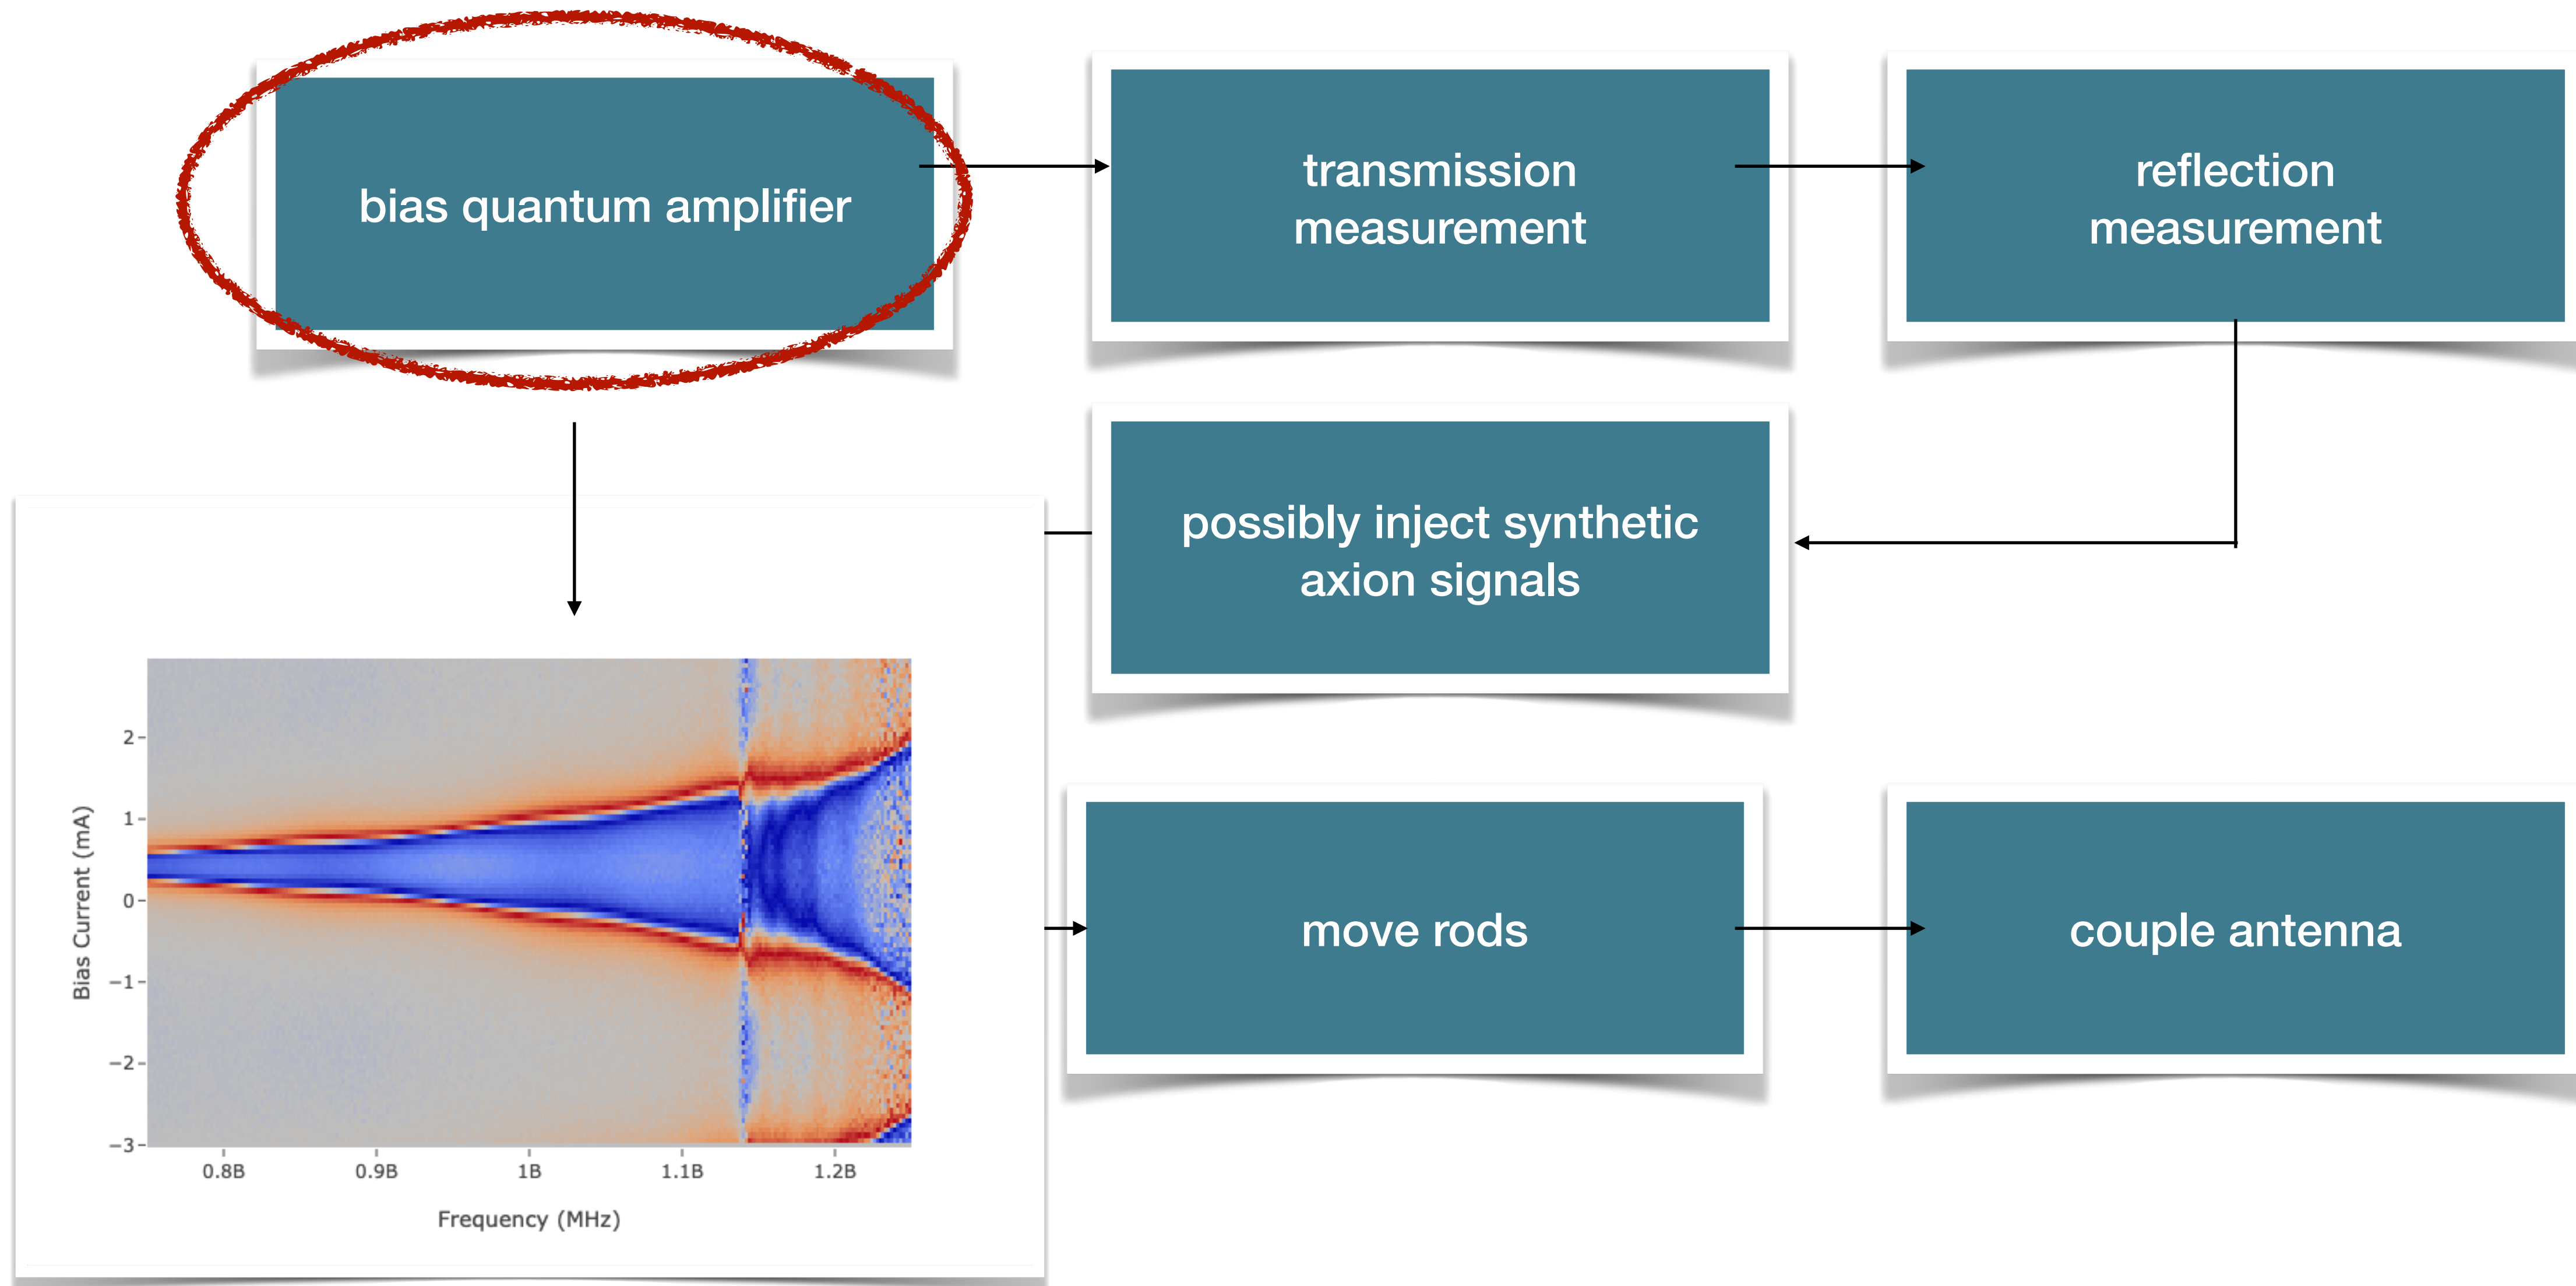 bias quantum amplifier
transmission
measurement
reflection
measurement
possibly inject synthetic
axion signals
move rods
couple antenna
Bias Current (mA)
2
1
0
−1
−2
−3
0.8B
0.9B
1B
1.1B
1.2B
Frequency (MHz)